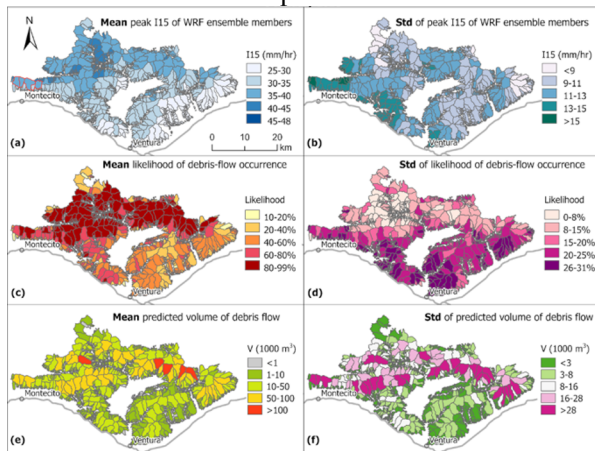 Mean peak I15 of WRF ensemble members
N
I15 (mm/hr)
25-30
30-35
35-40
40-45
45-48
Montecito
Ventura
0 10 20
km
(a)
Std of peak I15 of WRF ensemble members
I15 (mm/hr)
<9
9-11
11-13
13-15
>15
Montecito
Ventura
(b)
Mean likelihood of debris-flow occurrence
Likelihood
10-20%
20-40%
40-60%
60-80%
80-99%
Montecito
Ventura
(c)
Std of likelihood of debris-flow occurrence
Likelihood
0-8%
8-15%
15-20%
20-25%
26-31%
Montecito
Ventura
(d)
Mean predicted volume of debris flow
V (1000 m³)
<1
1-10
10-50
50-100
>100
Montecito
Ventura
(e)
Std of predicted volume of debris flow
V (1000 m³)
<3
3-8
8-16
16-28
>28
Montecito
Ventura
(f)